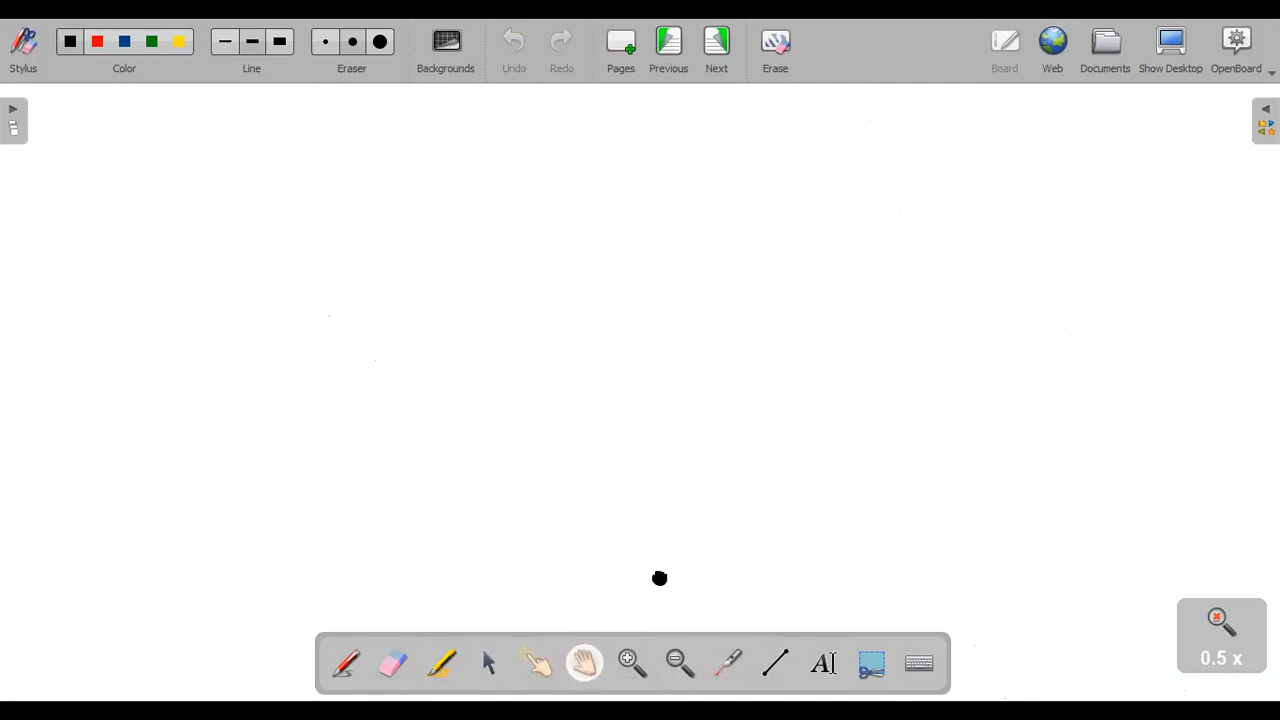 Stylus Color Line Eraser Backgrounds Undo Redo Pages Previous Next Erase Board Web Documents Show Desktop OpenBoard
A
0.5 x